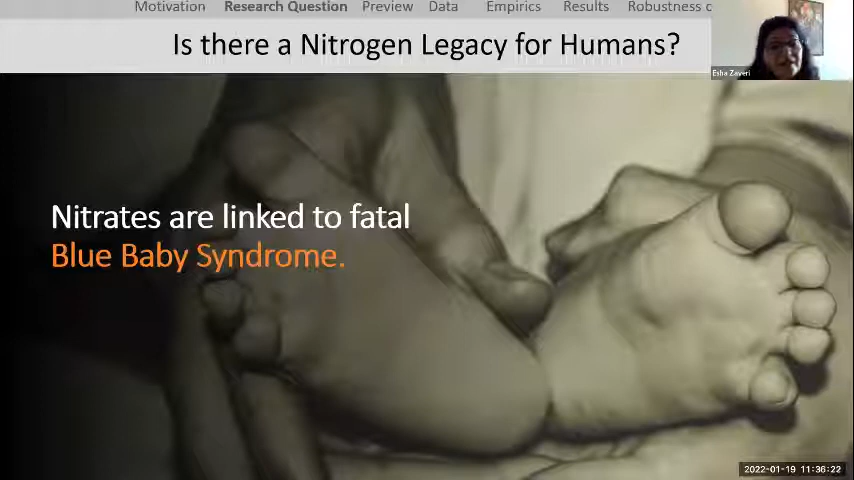 Motivation Research Question Preview Data Empirics Results Robustness c
Is there a Nitrogen Legacy for Humans?
Esha Zaveri
Nitrates are linked to fatal
Blue Baby Syndrome.
2022-01-19 11:36:22